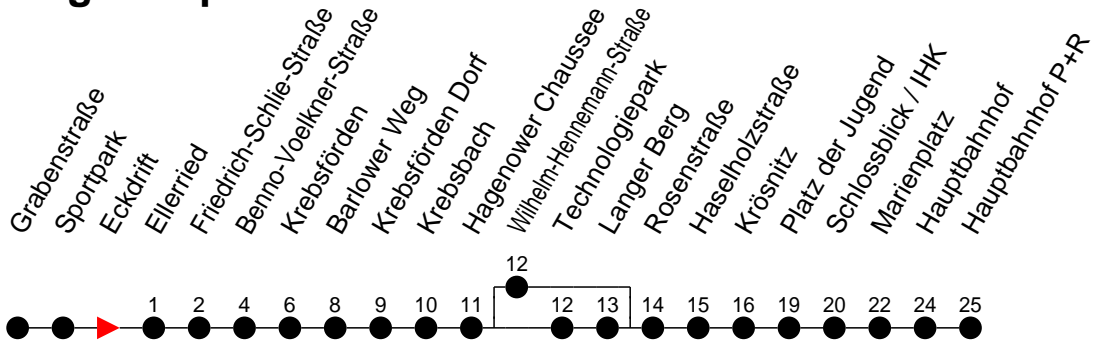 Grabenstraße
Sportpark
Eckdrift
Ellerried
Friedrich-Schlie-Straße
Benno-Voelkner-Straße
Krebsförden
Barlower Weg
Krebsförden Dorf
Krebsbach
Hagenower Chaussee
Wilhelm-Hennemann-Straße
Technologiepark
Langer Berg
Rosenstraße
Haselholzstraße
Krösnitz
Platz der Jugend
Schlossblick / IHK
Marienplatz
Hauptbahnhof
Hauptbahnhof P+R
12
1 2 4 6 8 9 10 11 12 13 14 15 16 19 20 22 24 25